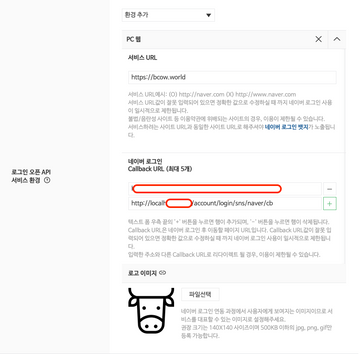 환경 추가
PC 웹
서비스 URL
https://bcow.world
서비스 URL예시: (O) http://naver.com (X) http://www.naver.com
서비스 URL값이 잘못 입력되어 있으면 정확한 값으로 수정하실 때 까지 네이버 로그인 사용
이 일시적으로 제한됩니다.
불법/음란성 사이트 등 이용약관에 위배되는 사이트의 경우, 이용이 제한될 수 있습니다.
서비스하려는 사이트 URL과 동일한 사이트 URL로 해주셔야 네이버 로그인 뱃지가 노출됩니
다.
로그인 오픈 API
서비스 환경
네이버 로그인
Callback URL (최대 5개)
http://localh /account/login/sns/naver/cb
텍스트 폼 우측 끝의 '+' 버튼을 누르면 행이 추가되며, '-' 버튼을 누르면 행이 삭제됩니다.
Callback URL은 네이버 로그인 후 이동할 페이지 URL입니다. Callback URL값이 잘못 입
력되어 있으면 정확한 값으로 수정하실 때까지 네이버 로그인 사용이 일시적으로 제한됩니
다.
입력한 주소와 다른 Callback URL로 리다이렉트 될 경우, 이용이 제한될 수 있습니다.
로고 이미지
파일선택
네이버 로그인 연동 과정에서 사용자에게 보여지는 이미지이므로 서
비스를 대표할 수 있는 이미지로 설정해주세요.
권장 크기는 140X140 사이즈이며 500KB 이하의 jpg, png, gif만
등록 가능합니다.